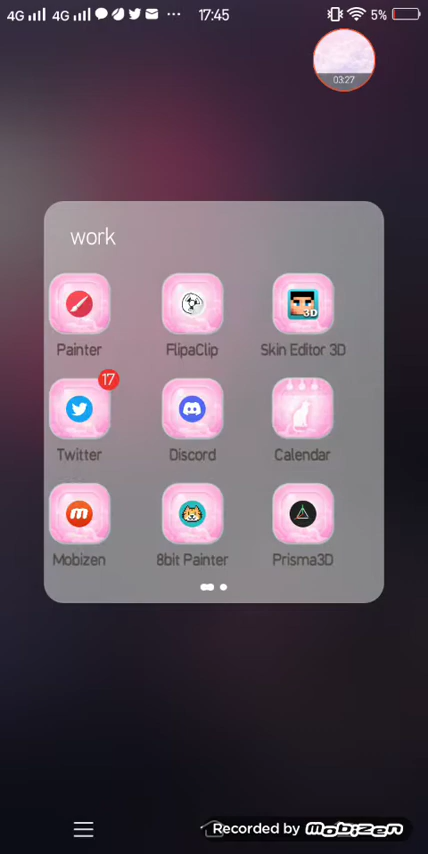 4G 4G 17:45 5%
03:27
work
Painter FlipaClip Skin Editor 3D
17
Twitter Discord Calendar
Mobizen 8bit Painter Prisma3D
Recorded by mobizen